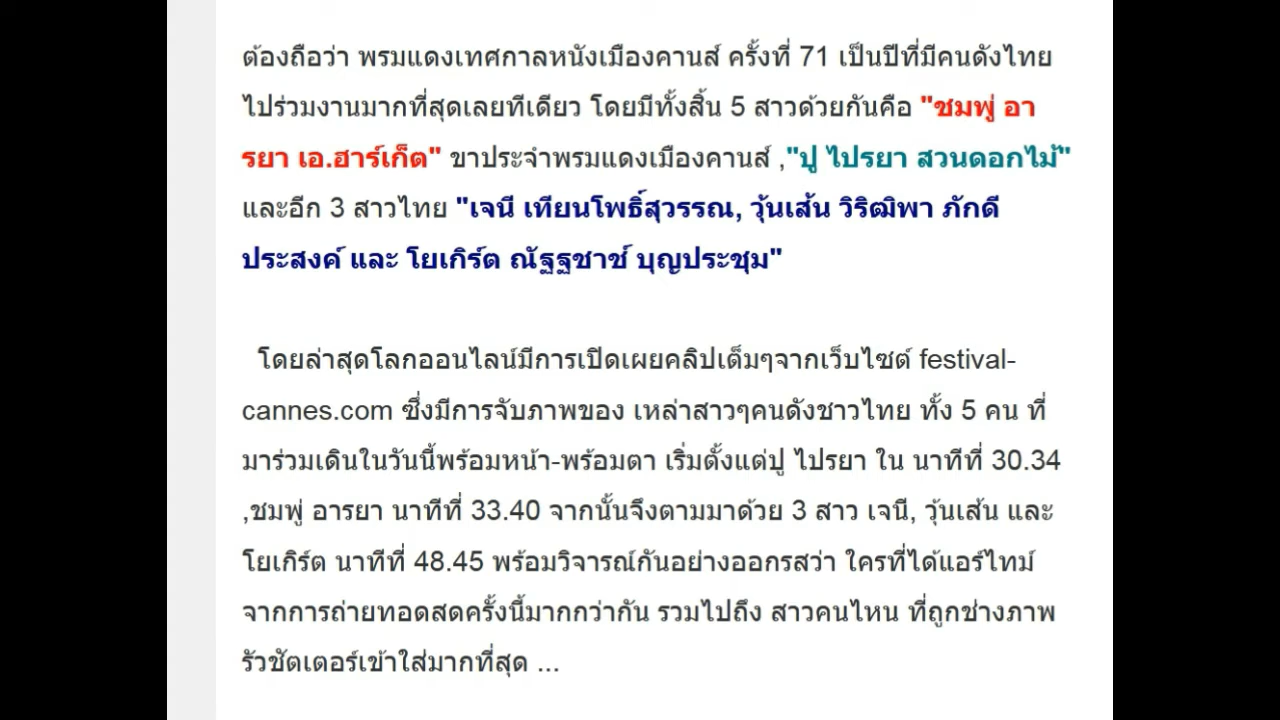 ต้องถือว่า พรมแดงเทศกาลหนังเมืองคานส์ ครั้งที่ 71 เป็นปีที่มีคนดังไทย
ไปร่วมงานมากที่สุดเลยทีเดียว โดยมีทั้งสิ้น 5 สาวด้วยกันคือ "ชมพู่ อา
รยา เอ.ฮาร์เก็ต" ขาประจำพรมแดงเมืองคานส์ ,"ปู ไปรยา สวนดอกไม้"
และอีก 3 สาวไทย "เจนี่ เทียนโพธิ์สุวรรณ, วุ้นเส้น วิริฒิพา ภักดี
ประสงค์ และ โยเกิร์ต ณัฐฐชาช์ บุญประชุม"
โดยล่าสุดโลกออนไลน์มีการเปิดเผยคลิปเต็มๆจากเว็บไซต์ festival-
cannes.com ซึ่งมีการจับภาพของ เหล่าสาวๆคนดังชาวไทย ทั้ง 5 คน ที่
มาร่วมเดินในวันนี้พร้อมหน้า-พร้อมตา เริ่มตั้งแต่ปู ไปรยา ใน นาทีที่ 30.34
,ชมพู่ อารยา นาทีที่ 33.40 จากนั้นจึงตามมาด้วย 3 สาว เจนี่, วุ้นเส้น และ
โยเกิร์ต นาทีที่ 48.45 พร้อมวิจารณ์กันอย่างออกรสว่า ใครที่ได้แอร์ไทม์
จากการถ่ายทอดสดครั้งนี้มากกว่ากัน รวมไปถึง สาวคนไหน ที่ถูกช่างภาพ
รัวชัตเตอร์เข้าใส่มากที่สุด ...